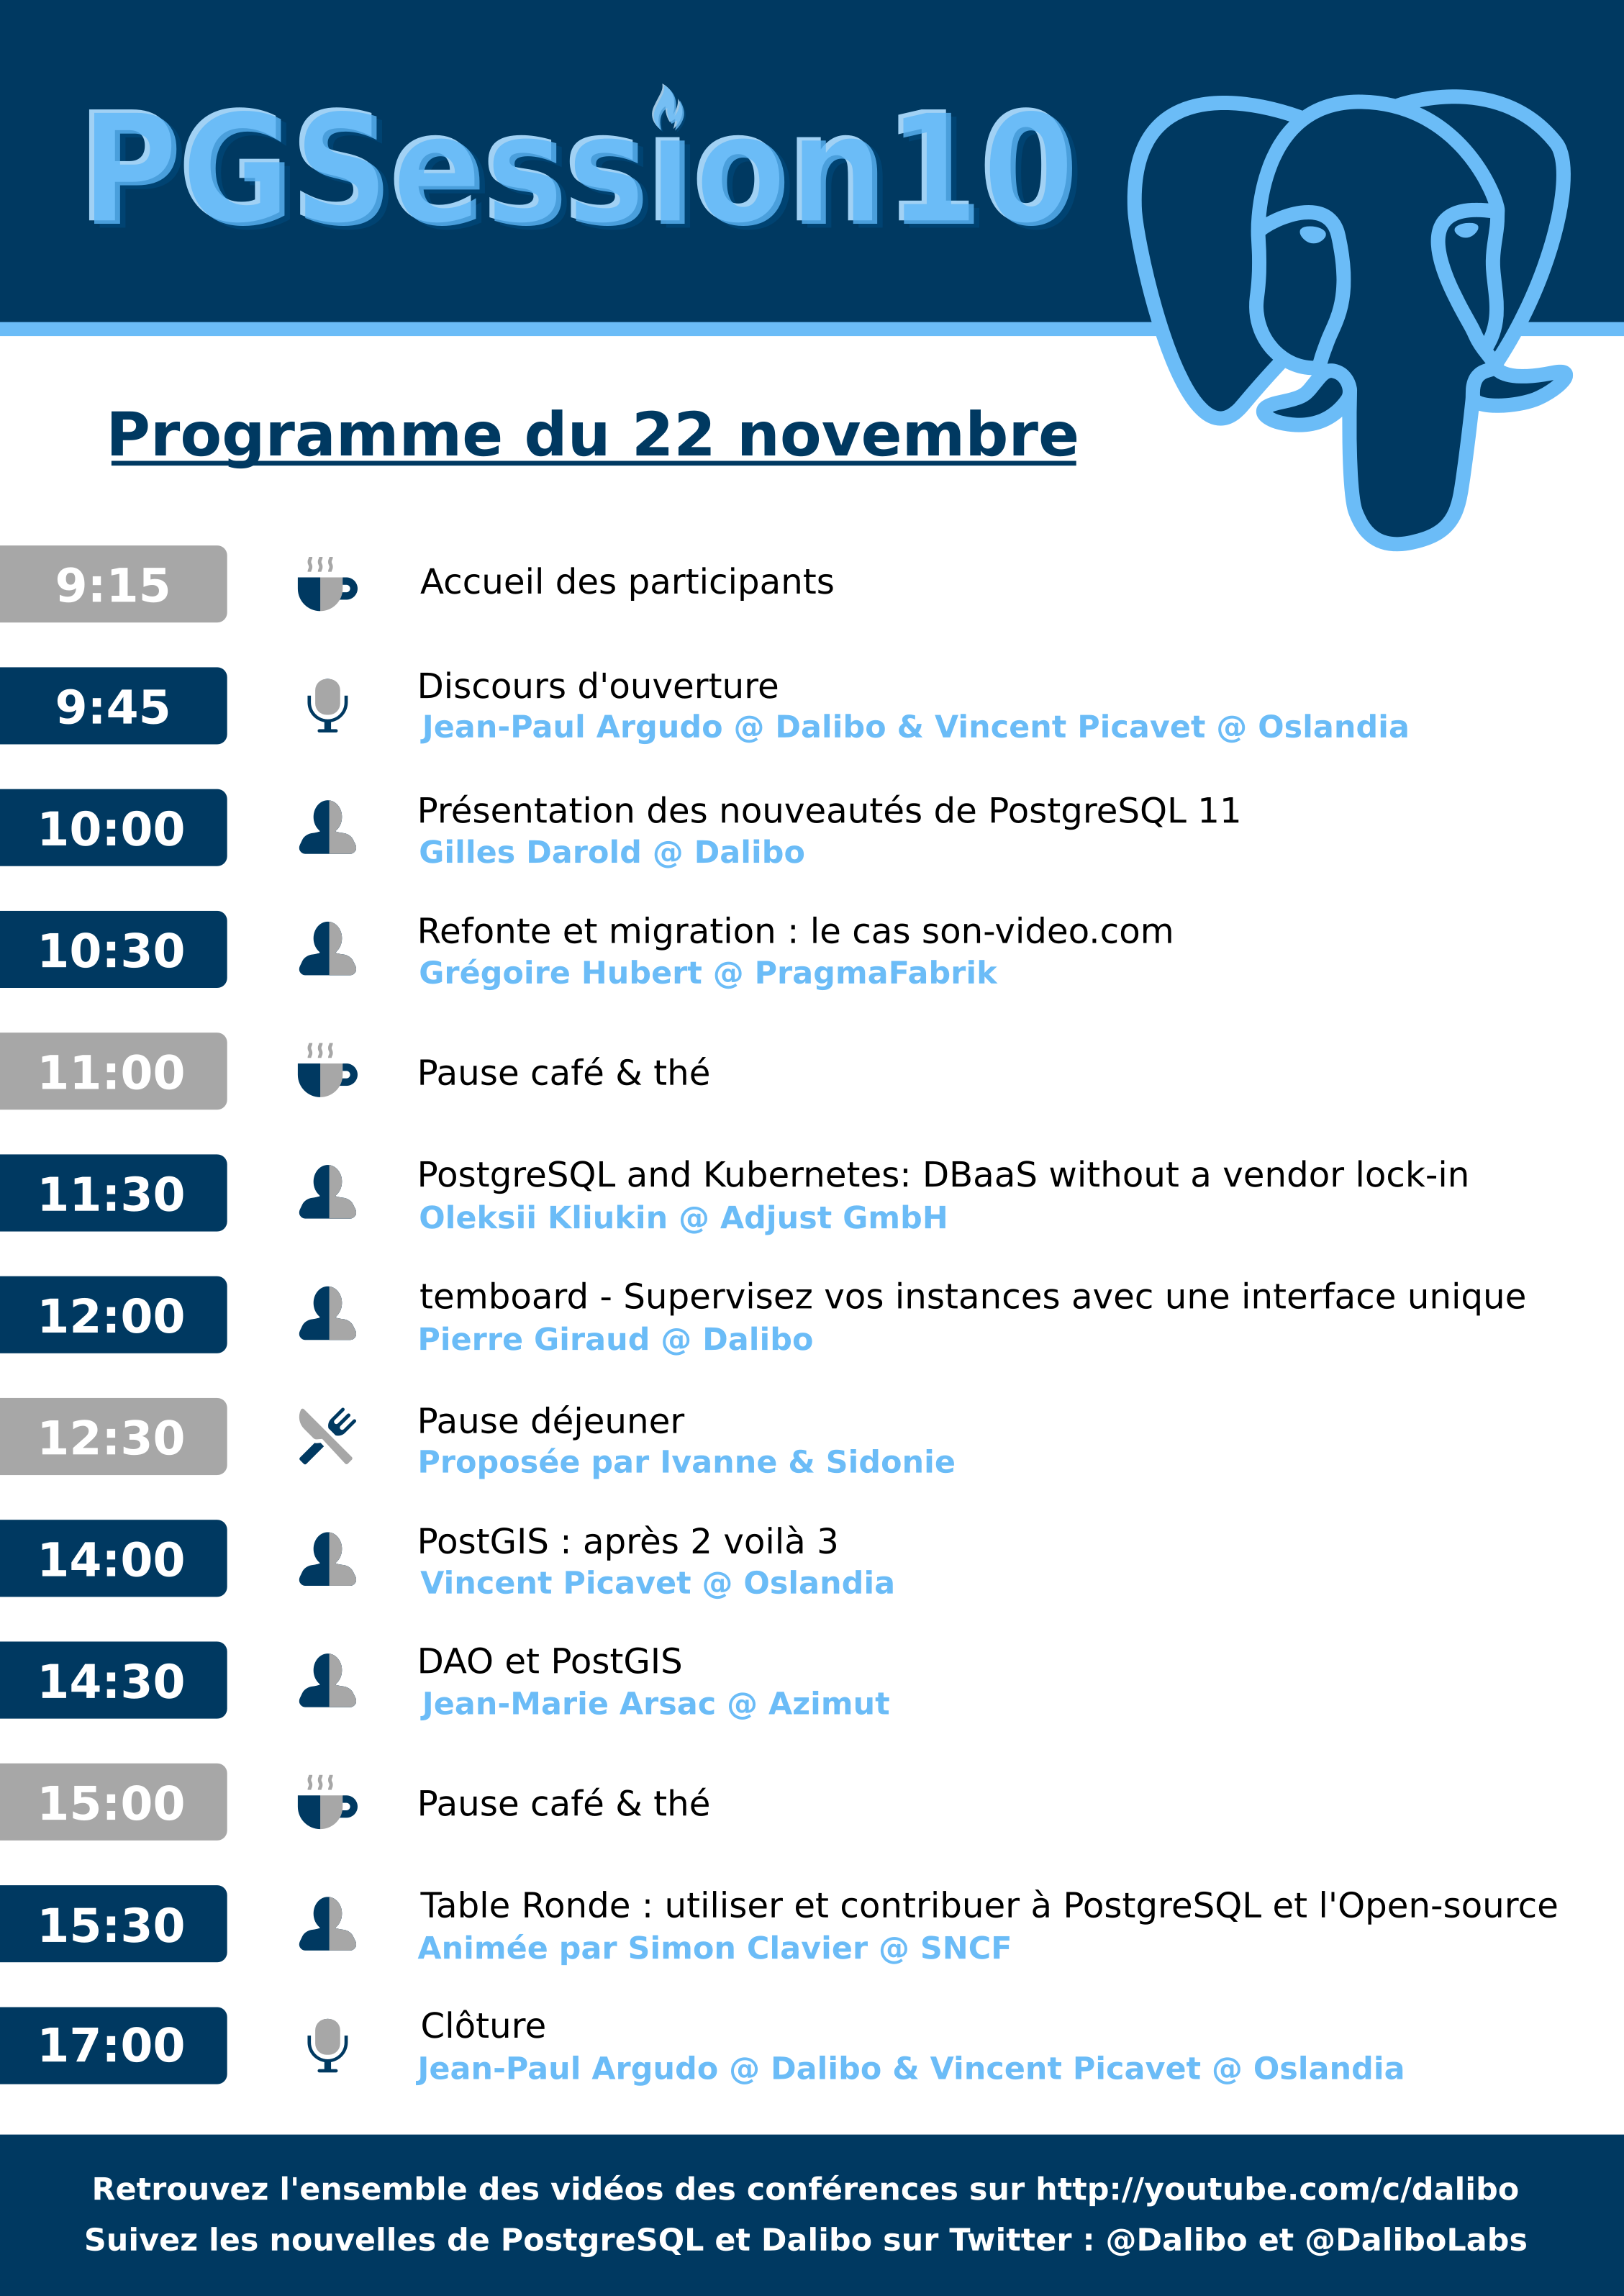 PGSession10
Programme du 22 novembre
9:15
Accueil des participants
9:45
Discours d'ouverture
Jean-Paul Argudo @ Dalibo & Vincent Picavet @ Oslandia
10:00
Présentation des nouveautés de PostgreSQL 11
Gilles Darold @ Dalibo
10:30
Refonte et migration : le cas son-video.com
Grégoire Hubert @ PragmaFabrik
11:00
Pause café & thé
11:30
PostgreSQL and Kubernetes: DBaaS without a vendor lock-in
Oleksii Kliukin @ Adjust GmbH
12:00
temboard - Supervisez vos instances avec une interface unique
Pierre Giraud @ Dalibo
12:30
Pause déjeuner
Proposée par Ivanne & Sidonie
14:00
PostGIS : après 2 voilà 3
Vincent Picavet @ Oslandia
14:30
DAO et PostGIS
Jean-Marie Arsac @ Azimut
15:00
Pause café & thé
15:30
Table Ronde : utiliser et contribuer à PostgreSQL et l'Open-source
Animée par Simon Clavier @ SNCF
17:00
Clôture
Jean-Paul Argudo @ Dalibo & Vincent Picavet @ Oslandia
Retrouvez l'ensemble des vidéos des conférences sur http://youtube.com/c/dalibo
Suivez les nouvelles de PostgreSQL et Dalibo sur Twitter : @Dalibo et @DaliboLabs